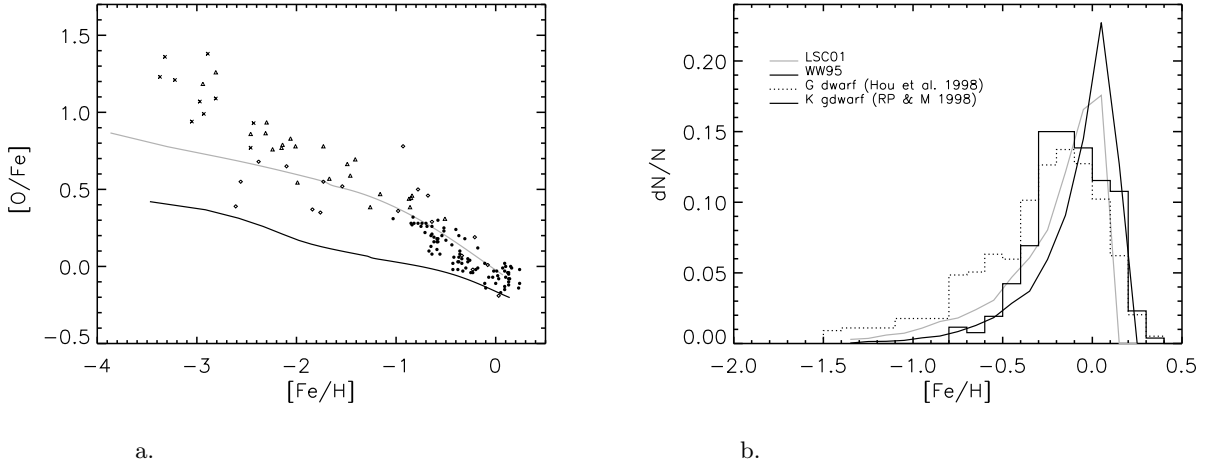 1.5
1.0
0.5
0.0
−0.5
[O/Fe]
−4 −3 −2 −1 0
[Fe/H]
a.
0.20
0.15
0.10
0.05
0.00
dN/N
LSC01
WW95
G dwarf (Hou et al. 1998)
K gdwarf (RP & M 1998)
−2.0 −1.5 −1.0 −0.5 0.0 0.5
[Fe/H]
b.